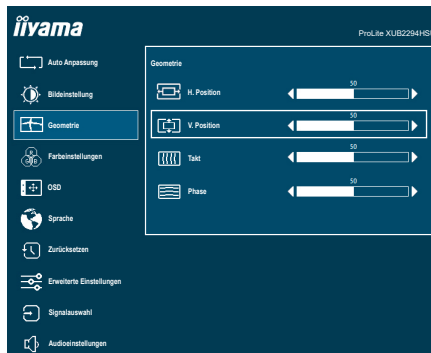 iiyama
ProLite XUB2294HSU
Auto Anpassung
Bildeinstellung
Geometrie
Farbeinstellungen
R
G B
OSD
Sprache
Zurücksetzen
Erweiterte Einstellungen
Signalauswahl
Audioeinstellungen
Geometrie
H. Position
50
V. Position
50
Takt
50
Phase
50